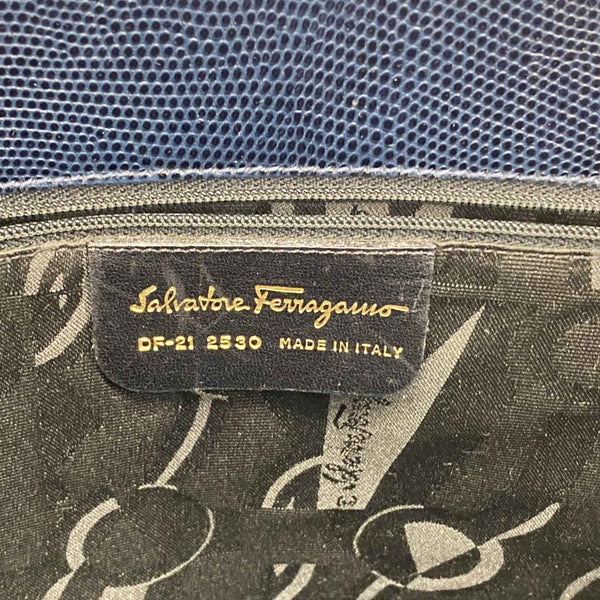 Salvatore Ferragamo
DF-21 2530 MADE IN ITALY